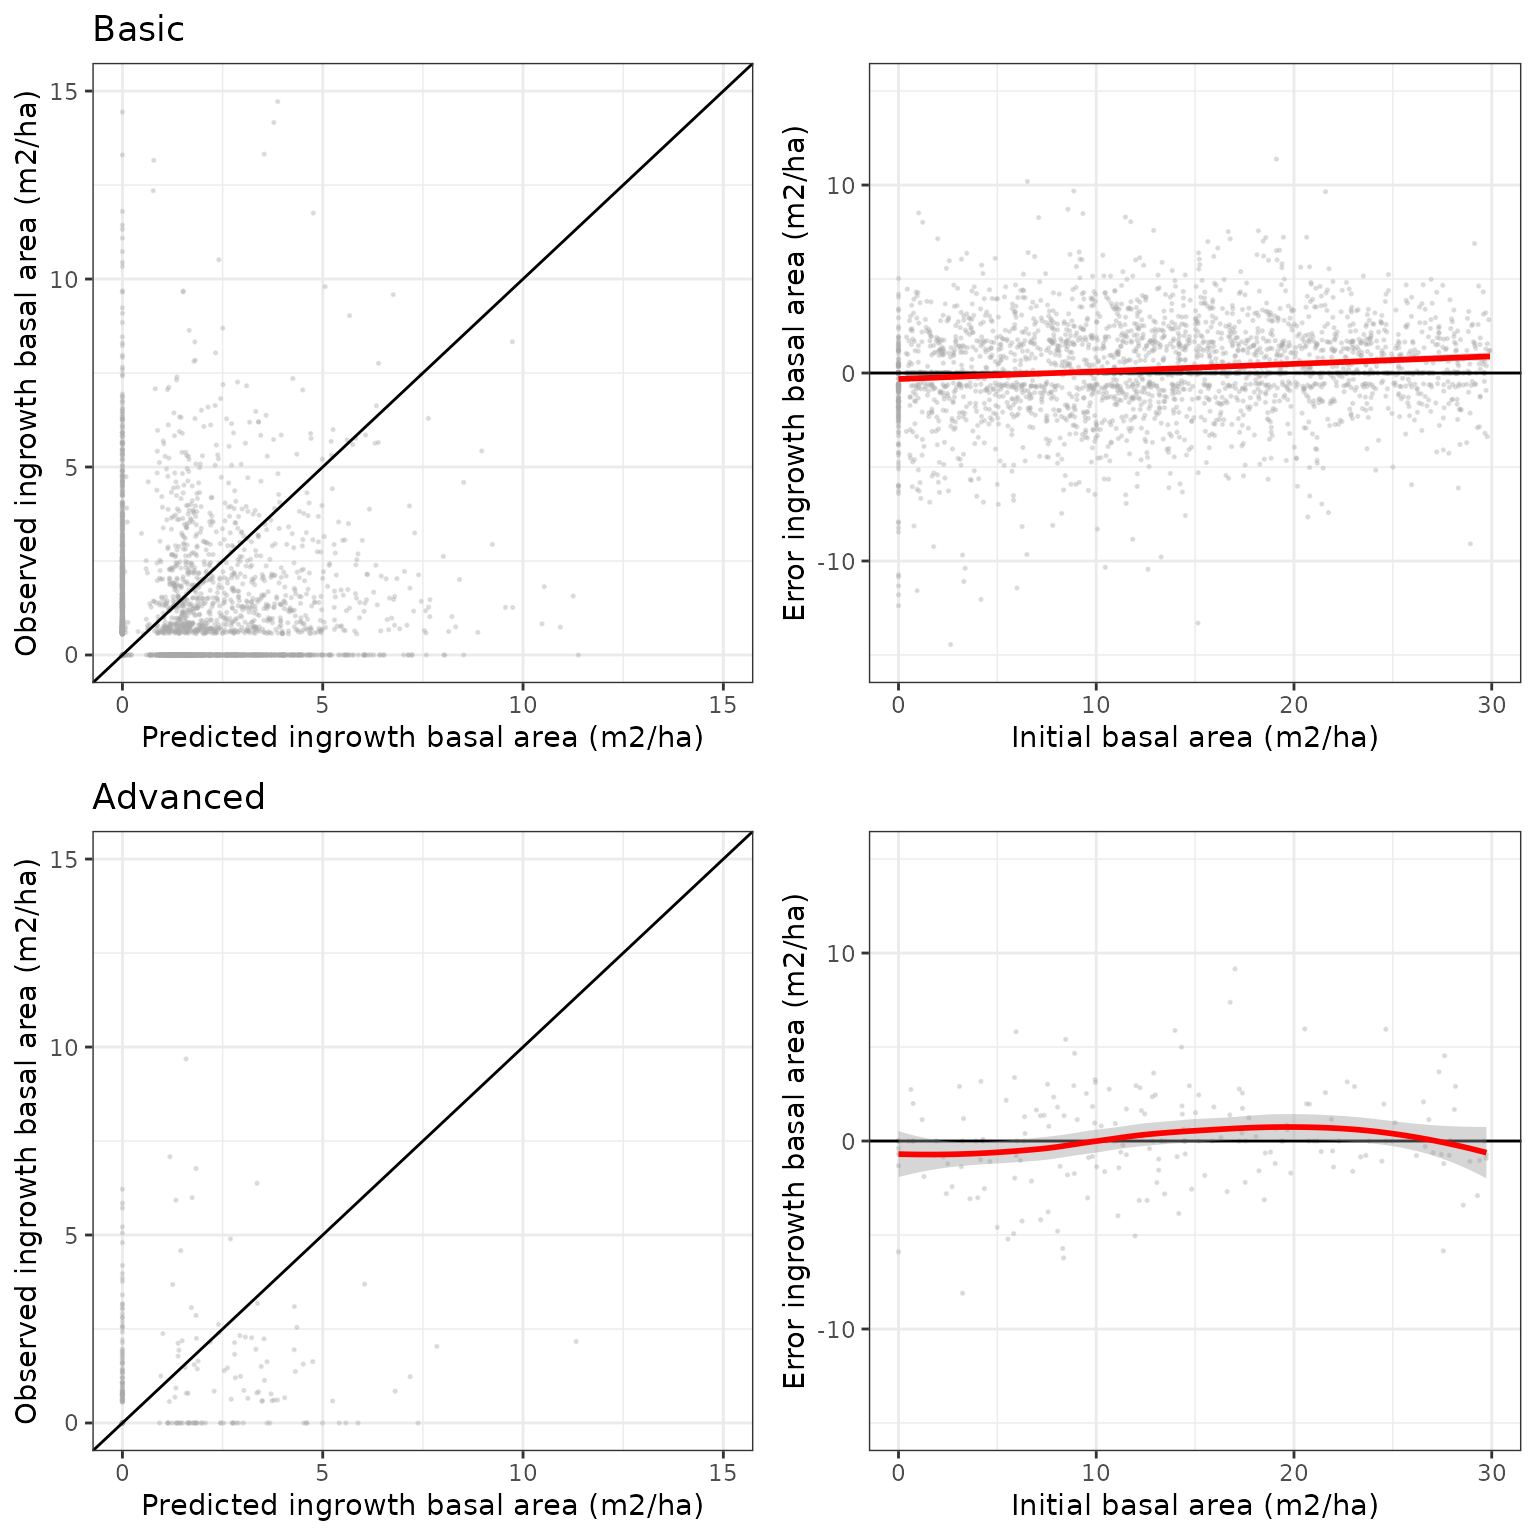 Basic
Observed ingrowth basal area (m2/ha)
15
10
5
0
0 5 10 15
Predicted ingrowth basal area (m2/ha)
Error ingrowth basal area (m2/ha)
10
0
-10
0 10 20 30
Initial basal area (m2/ha)
Advanced
Observed ingrowth basal area (m2/ha)
15
10
5
0
0 5 10 15
Predicted ingrowth basal area (m2/ha)
Error ingrowth basal area (m2/ha)
10
0
-10
0 10 20 30
Initial basal area (m2/ha)